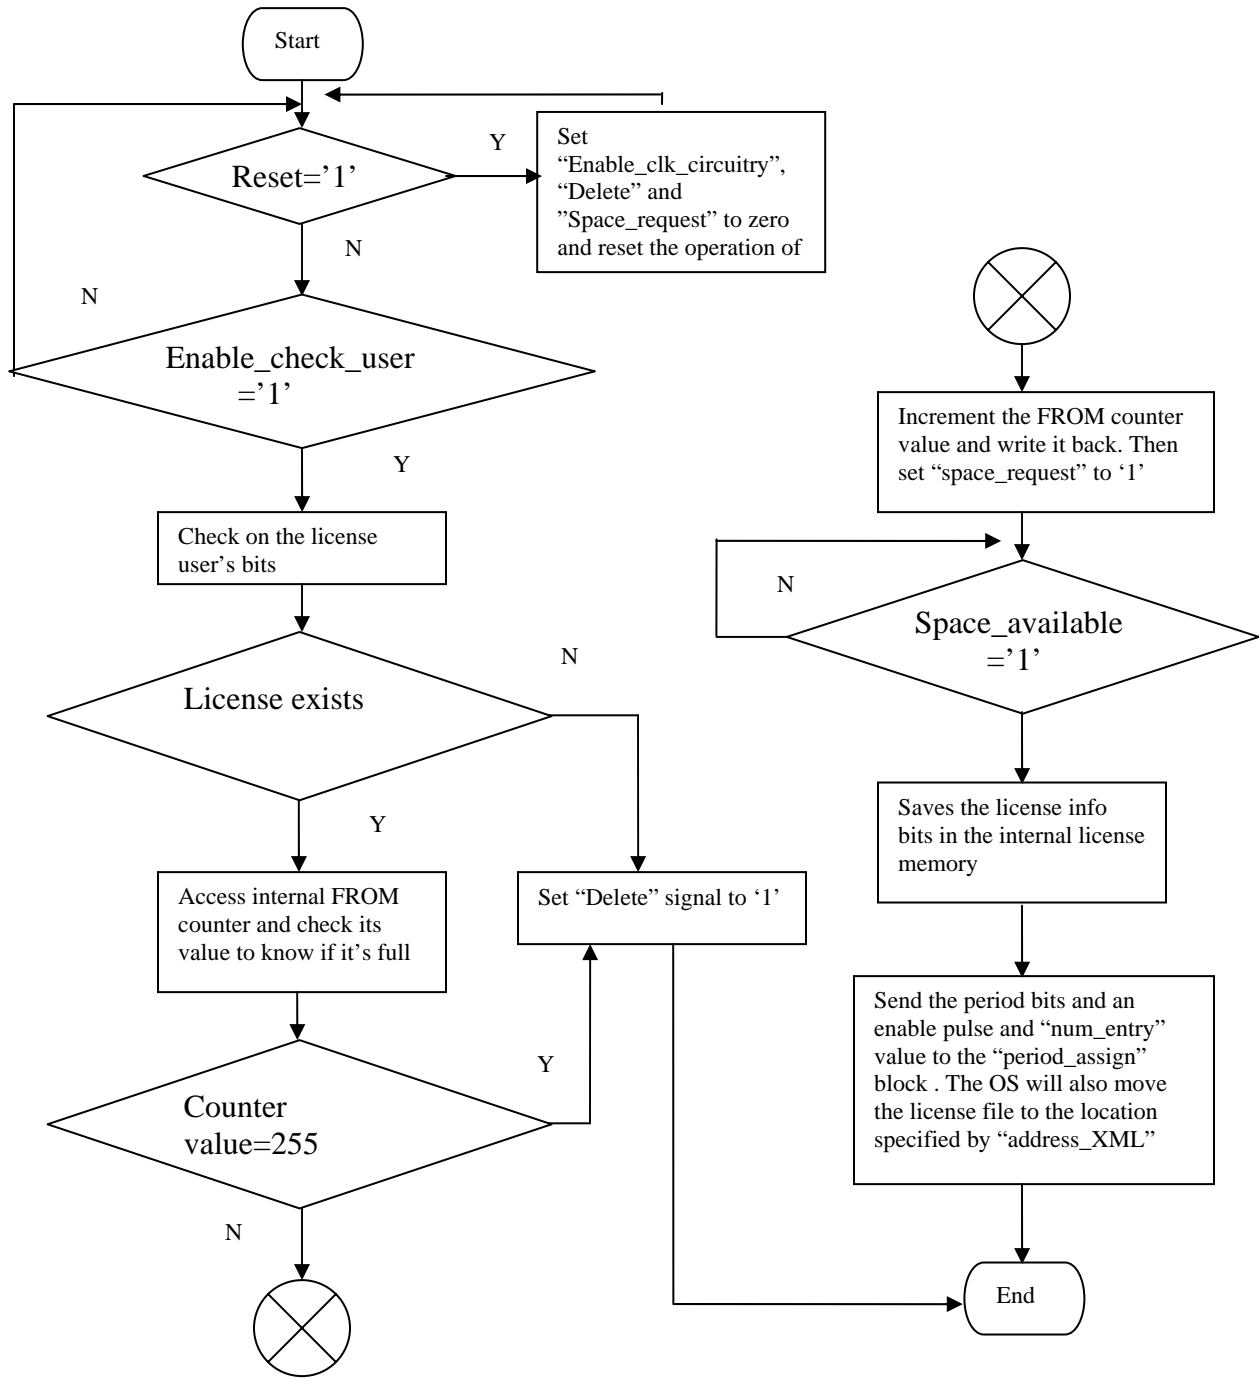 Start
Reset=’1’
Y
Set
“Enable_clk_circuitry”,
“Delete” and
”Space_request” to zero
and reset the operation of
N
N
Enable_check_user
=’1’
Y
Check on the license
user’s bits
License exists
N
Y
Access internal FROM
counter and check its
value to know if it’s full
Set “Delete” signal to ‘1’
Counter
value=255
Y
N
Increment the FROM counter
value and write it back. Then
set “space_request” to ‘1’
N
Space_available
=’1’
Saves the license info
bits in the internal license
memory
Send the period bits and an
enable pulse and “num_entry”
value to the “period_assign”
block . The OS will also move
the license file to the location
specified by “address_XML”
End